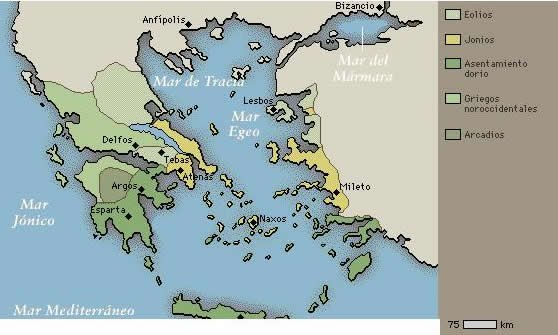 Bizancio
Anfípolis
Mar del
Mármara
Mar de Tracia
Lesbos
Mar
Egeo
Delfos
Tebas
Atenas
Argos
Mileto
Mar
Jónico
Esparta
Naxos
Mar Mediterráneo
Eolios
Jonios
Asentamiento
dorio
Griegos
noroccidentales
Arcadios
75 km